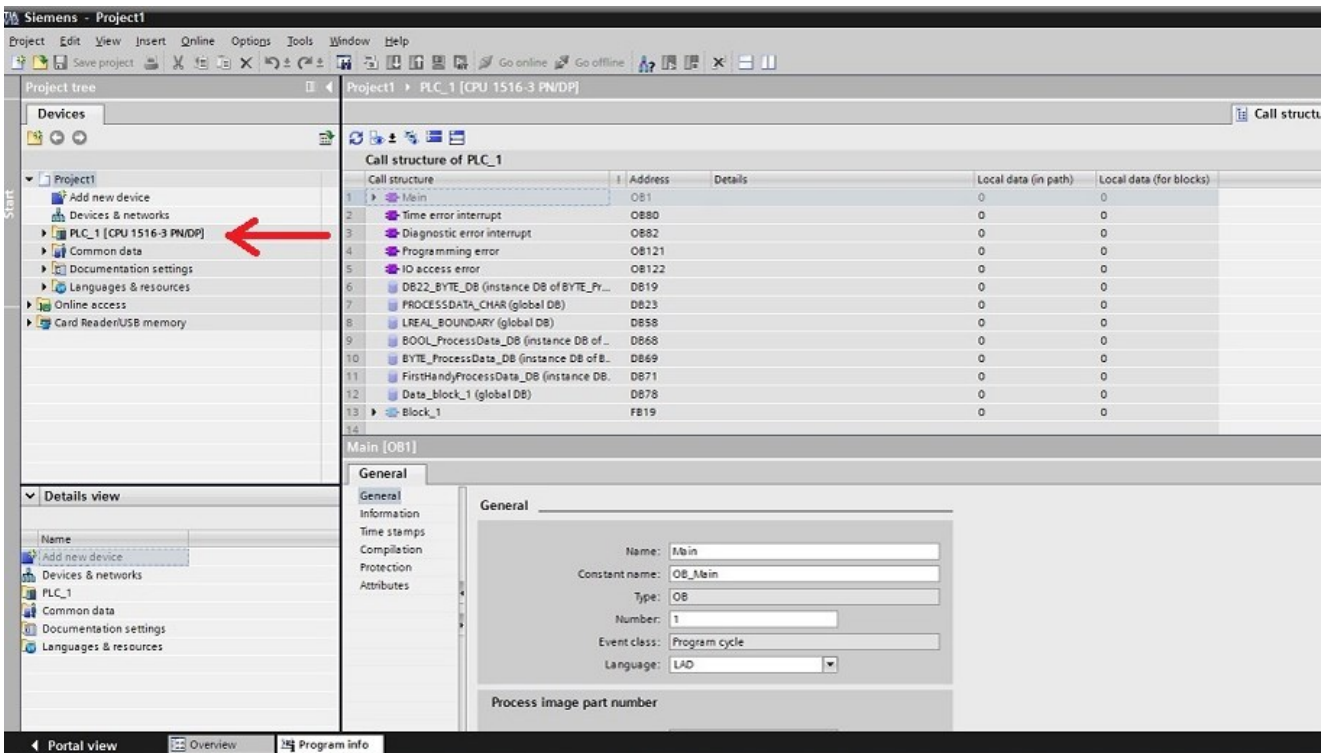 Siemens - Project1
Project Edit View Insert Online Options Tools Window Help
Save project Go online Go offline
Project tree
Project1 PLC_1 [CPU 1516-3 PN/DP]
Devices
Call structu
Call structure of PLC_1
Call structure ! Address Details Local data (in path) Local data (for blocks)
Start
Project1
Add new device
Devices & networks
PLC_1 [CPU 1516-3 PN/DP]
Common data
Documentation settings
Languages & resources
Online access
Card Reader/USB memory
1 Main OB1 0 0
2 Time error interrupt OB80 0 0
3 Diagnostic error interrupt OB82 0 0
4 Programming error OB121 0 0
5 IO access error OB122 0 0
6 DB22_BYTE_DB (instance DB of BYTE_Pr... DB19 0 0
7 PROCESSDATA_CHAR (global DB) DB23 0 0
8 LREAL_BOUNDARY (global DB) DB58 0 0
9 BOOL_ProcessData_DB (instance DB of... DB68 0 0
10 BYTE_ProcessData_DB (instance DB of B.. DB69 0 0
11 FirstHandyProcessData_DB (instance DB. DB71 0 0
12 Data_block_1 (global DB) DB78 0 0
13 Block_1 FB19 0 0
14
Main [OB1]
General
General
Information
Time stamps
Compilation
Protection
Attributes
General
Name: Main
Constant name: OB_Main
Type: OB
Number: 1
Event class: Program cycle
Language: LAD
Process image part number
Details view
Name
Add new device
Devices & networks
PLC_1
Common data
Documentation settings
Languages & resources
Portal view Overview Program info